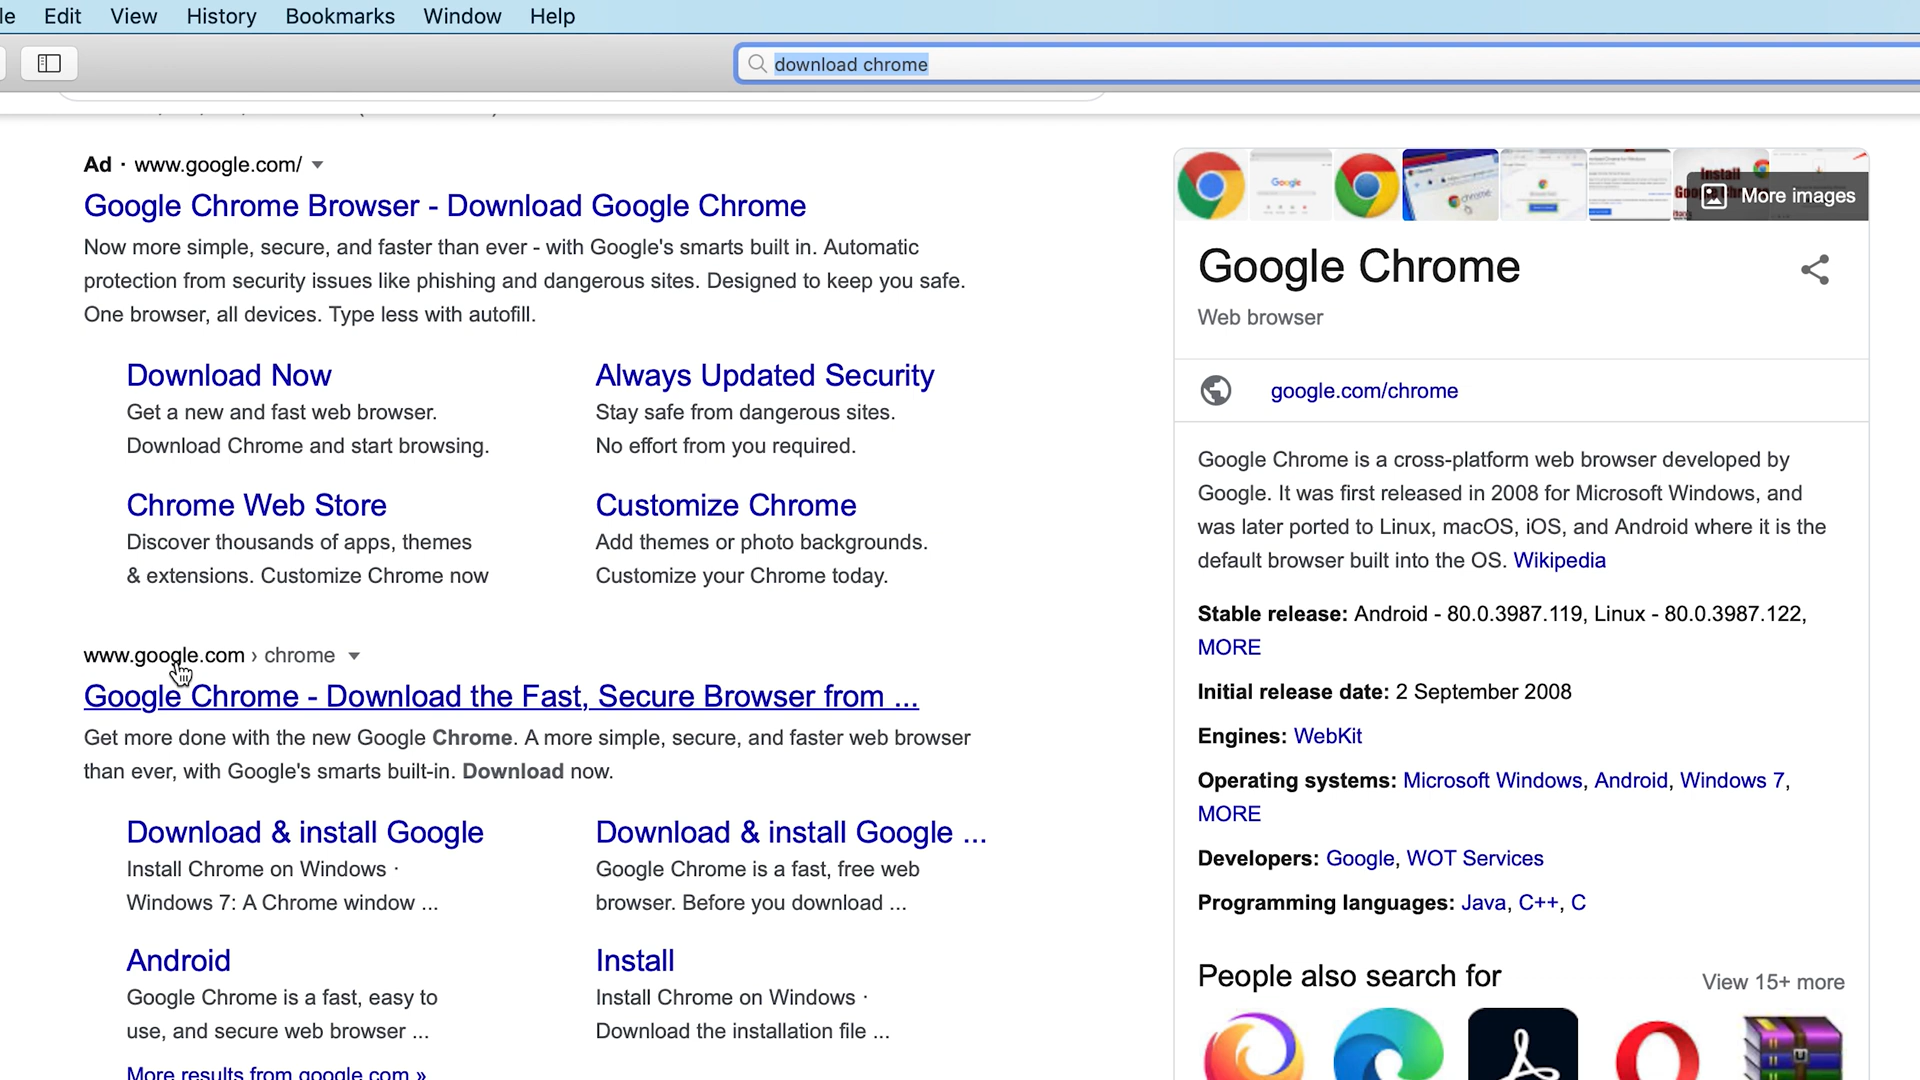 Edit View History Bookmarks Window Help
download chrome
Ad · www.google.com/
Google Chrome Browser - Download Google Chrome
Now more simple, secure, and faster than ever - with Google's smarts built in. Automatic
protection from security issues like phishing and dangerous sites. Designed to keep you safe.
One browser, all devices. Type less with autofill.
Download Now
Get a new and fast web browser.
Download Chrome and start browsing.
Always Updated Security
Stay safe from dangerous sites.
No effort from you required.
Chrome Web Store
Discover thousands of apps, themes
& extensions. Customize Chrome now
Customize Chrome
Add themes or photo backgrounds.
Customize your Chrome today.
www.google.com › chrome
Google Chrome - Download the Fast, Secure Browser from ...
Get more done with the new Google Chrome. A more simple, secure, and faster web browser
than ever, with Google's smarts built-in. Download now.
Download & install Google
Install Chrome on Windows ·
Windows 7: A Chrome window ...
Download & install Google ...
Google Chrome is a fast, free web
browser. Before you download ...
Android
Google Chrome is a fast, easy to
use, and secure web browser ...
Install
Install Chrome on Windows ·
Download the installation file ...
More results from google.com »
Google
chrome
Install
More images
Google Chrome
Web browser
google.com/chrome
Google Chrome is a cross-platform web browser developed by
Google. It was first released in 2008 for Microsoft Windows, and
was later ported to Linux, macOS, iOS, and Android where it is the
default browser built into the OS. Wikipedia
Stable release: Android - 80.0.3987.119, Linux - 80.0.3987.122,
MORE
Initial release date: 2 September 2008
Engines: WebKit
Operating systems: Microsoft Windows, Android, Windows 7,
MORE
Developers: Google, WOT Services
Programming languages: Java, C++, C
People also search for
View 15+ more